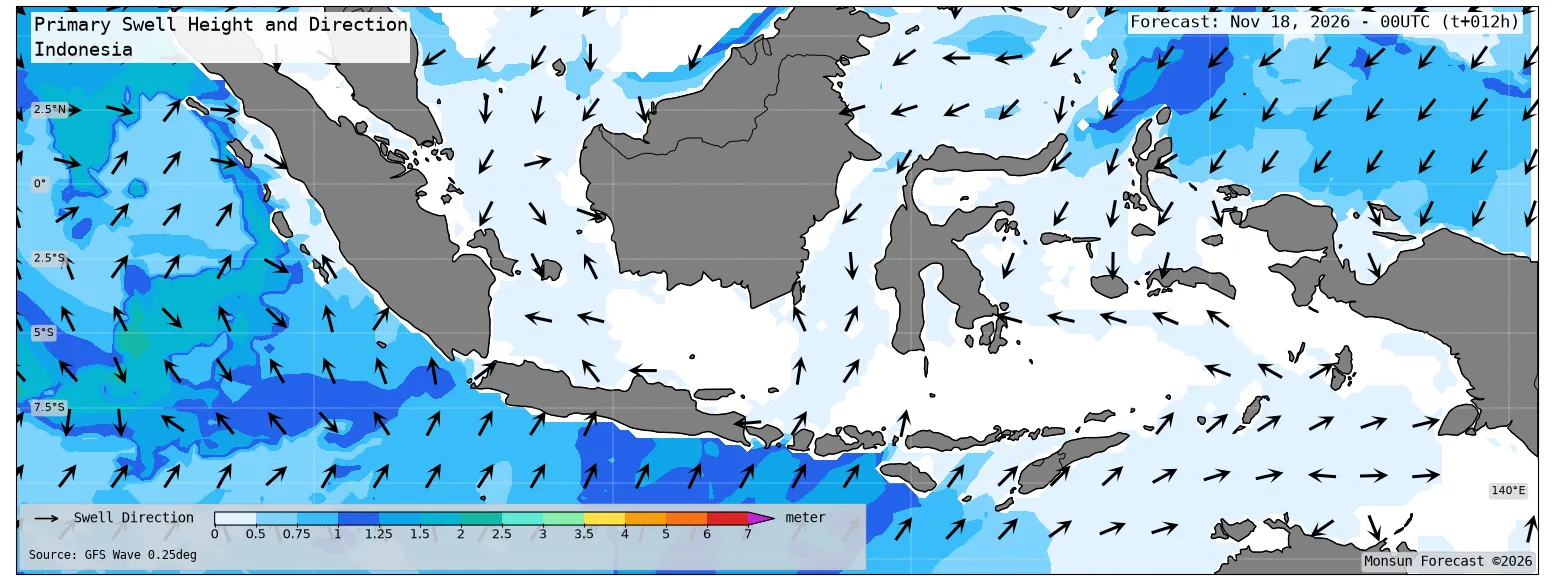 Primary Swell Height and Direction
Indonesia
Forecast: Nov 18, 2026 - 00UTC (t+012h)
2.5°N
0°
2.5°S
5°S
7.5°S
140°E
Swell Direction
0 0.5 0.75 1 1.25 1.5 2 2.5 3 3.5 4 5 6 7
meter
Source: GFS Wave 0.25deg
Monsun Forecast ©2026